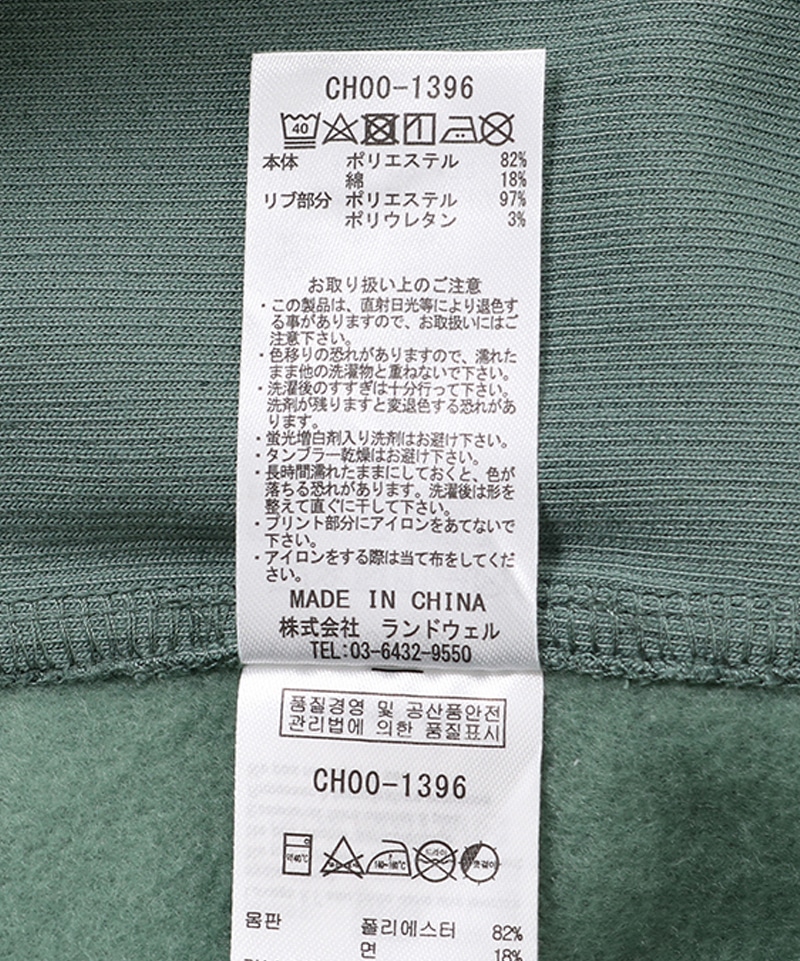 CH00-1396
40
本体 ポリエステル 82%
綿 18%
リブ部分 ポリエステル 97%
ポリウレタン 3%
お取り扱い上のご注意
・この製品は、直射日光等により退色す
る事がありますので、お取扱いにはご
注意下さい。
・色移りの恐れがありますので、濡れた
まま他の洗濯物と重ねないで下さい。
・洗濯後のすすぎは十分行って下さい。
洗剤が残りますと変退色する恐れがあ
ります。
・蛍光増白剤入り洗剤はお避け下さい。
・タンブラー乾燥はお避け下さい。
・長時間濡れたままにしておくと、色が
落ちる恐れがあります。洗濯後は形を
整えて直ぐに干して下さい。
・プリント部分にアイロンをあてないで
下さい。
・アイロンをする際は当て布をしてくだ
さい。
MADE IN CHINA
株式会社 ランドウェル
TEL:03-6432-9550
품질경영 및 공산품안전
관리법에 의한 품질표시
CH00-1396
약40℃ 드라이
몸판 폴리에스터 82%
면 18%